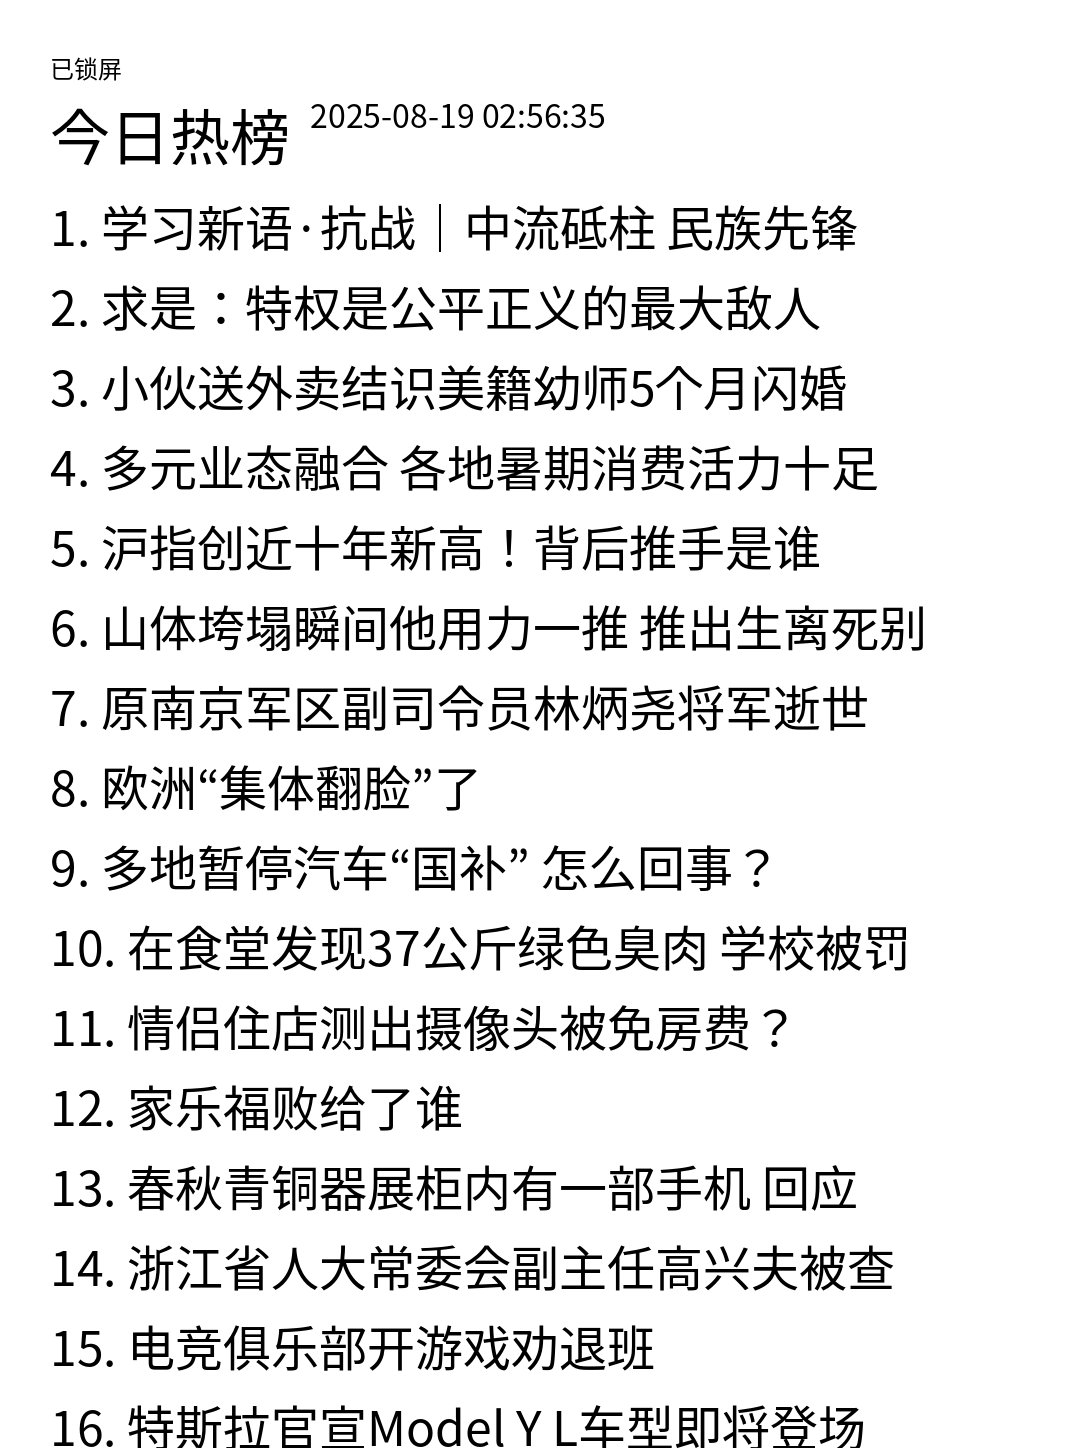 已锁屏
今日热榜 2025-08-19 02:56:35
1. 学习新语·抗战｜中流砥柱 民族先锋
2. 求是：特权是公平正义的最大敌人
3. 小伙送外卖结识美籍幼师5个月闪婚
4. 多元业态融合 各地暑期消费活力十足
5. 沪指创近十年新高！背后推手是谁
6. 山体垮塌瞬间他用力一推 推出生离死别
7. 原南京军区副司令员林炳尧将军逝世
8. 欧洲“集体翻脸”了
9. 多地暂停汽车“国补” 怎么回事？
10. 在食堂发现37公斤绿色臭肉 学校被罚
11. 情侣住店测出摄像头被免房费？
12. 家乐福败给了谁
13. 春秋青铜器展柜内有一部手机 回应
14. 浙江省人大常委会副主任高兴夫被查
15. 电竞俱乐部开游戏劝退班
16. 特斯拉官宣Model Y L车型即将登场